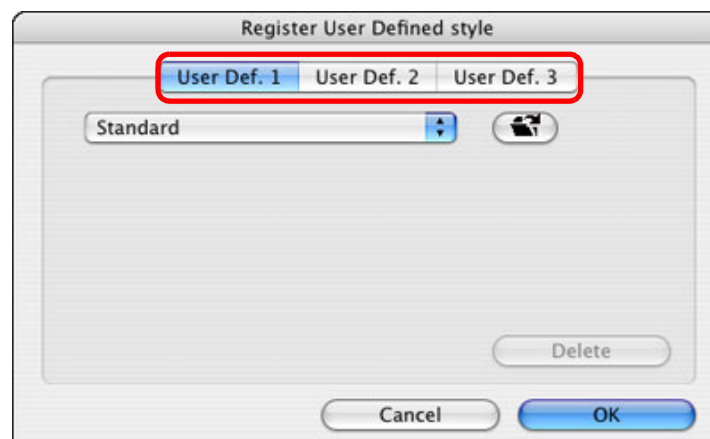 Register User Defined style
User Def. 1 User Def. 2 User Def. 3
Standard
Delete
Cancel OK